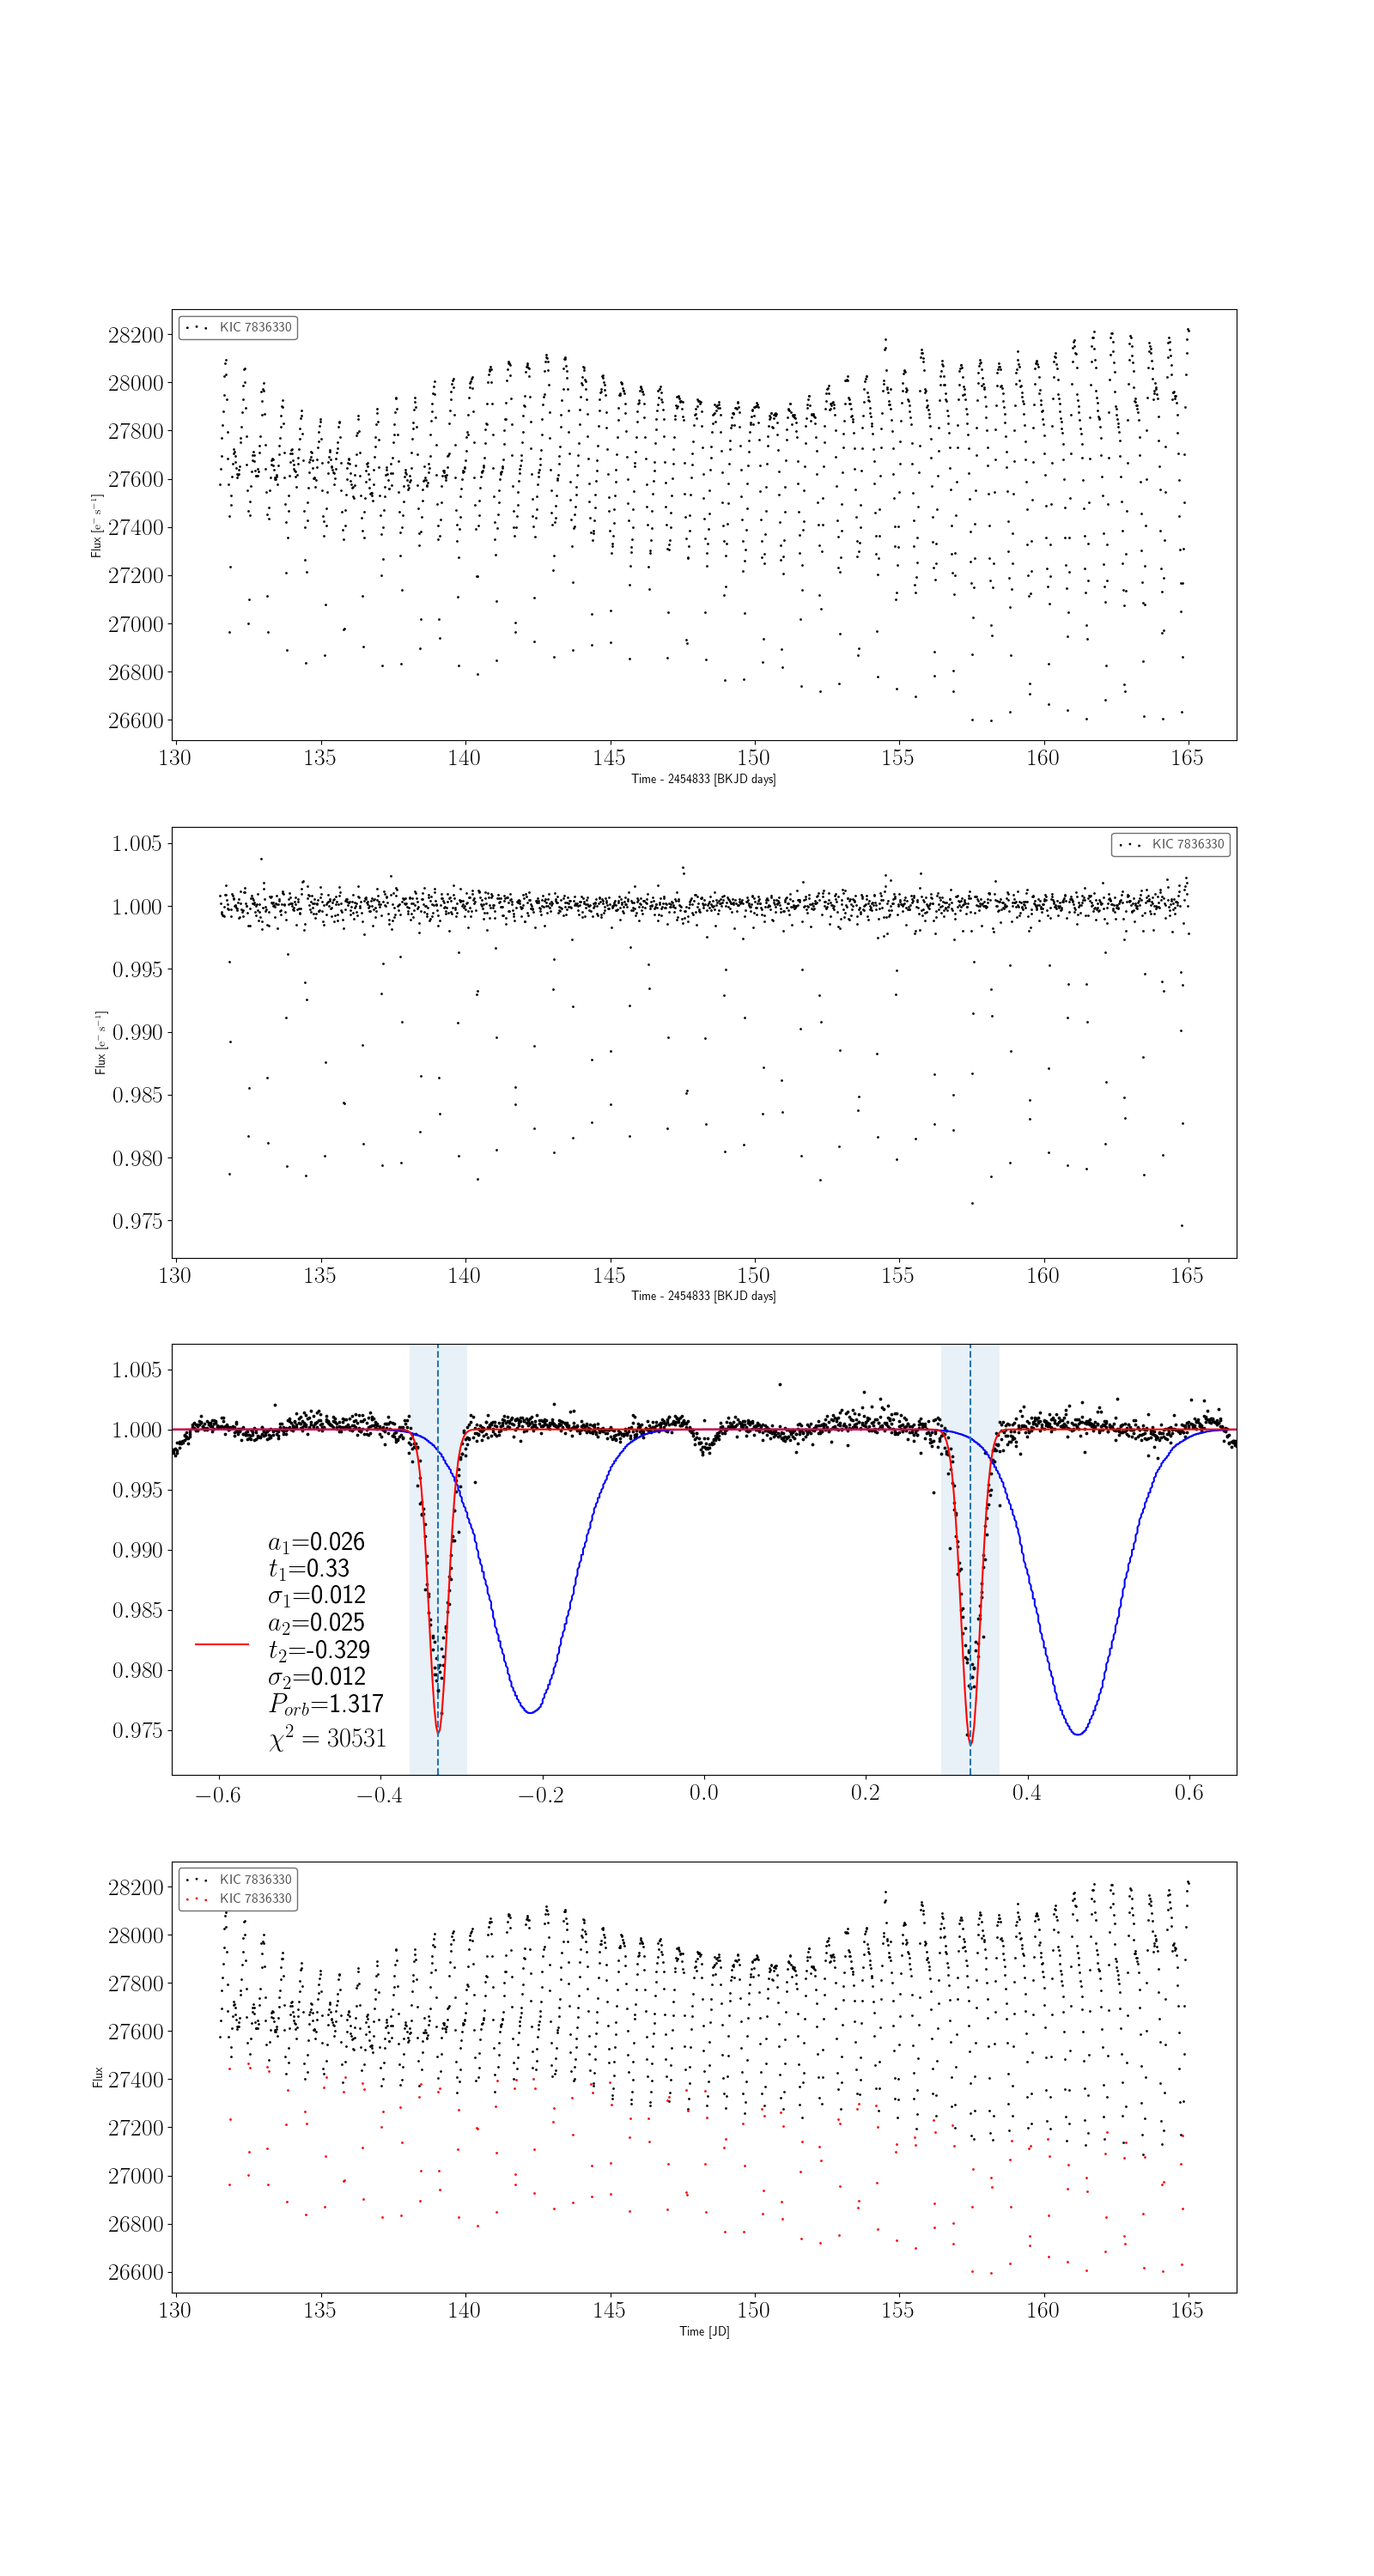 KIC 7836330
28200
28000
27800
27600
27400
27200
27000
26800
26600
Flux [e⁻ s⁻¹]
130 135 140 145 150 155 160 165
Time - 2454833 [BKJD days]
KIC 7836330
1.005
1.000
0.995
0.990
0.985
0.980
0.975
Flux [e⁻ s⁻¹]
130 135 140 145 150 155 160 165
Time - 2454833 [BKJD days]
1.005
1.000
0.995
0.990
0.985
0.980
0.975
a₁=0.026
t₁=0.33
σ₁=0.012
a₂=0.025
t₂=-0.329
σ₂=0.012
P_orb=1.317
χ² = 30531
−0.6 −0.4 −0.2 0.0 0.2 0.4 0.6
KIC 7836330
KIC 7836330
28200
28000
27800
27600
27400
27200
27000
26800
26600
Flux
130 135 140 145 150 155 160 165
Time [JD]